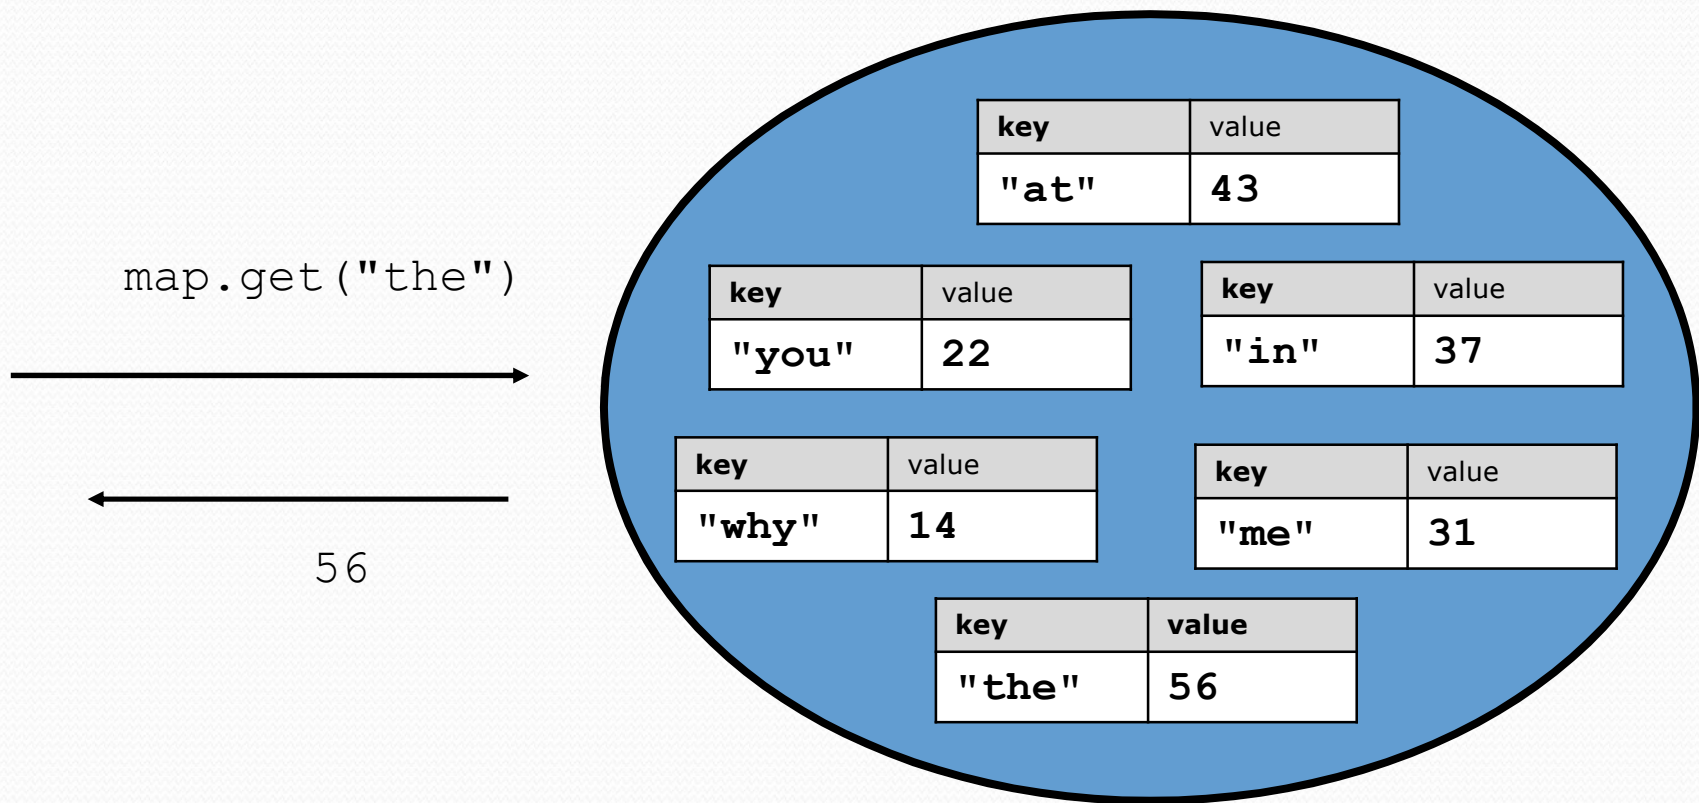 map.get("the")
56
key value
"at" 43
key value
"you" 22
key value
"in" 37
key value
"why" 14
key value
"me" 31
key value
"the" 56